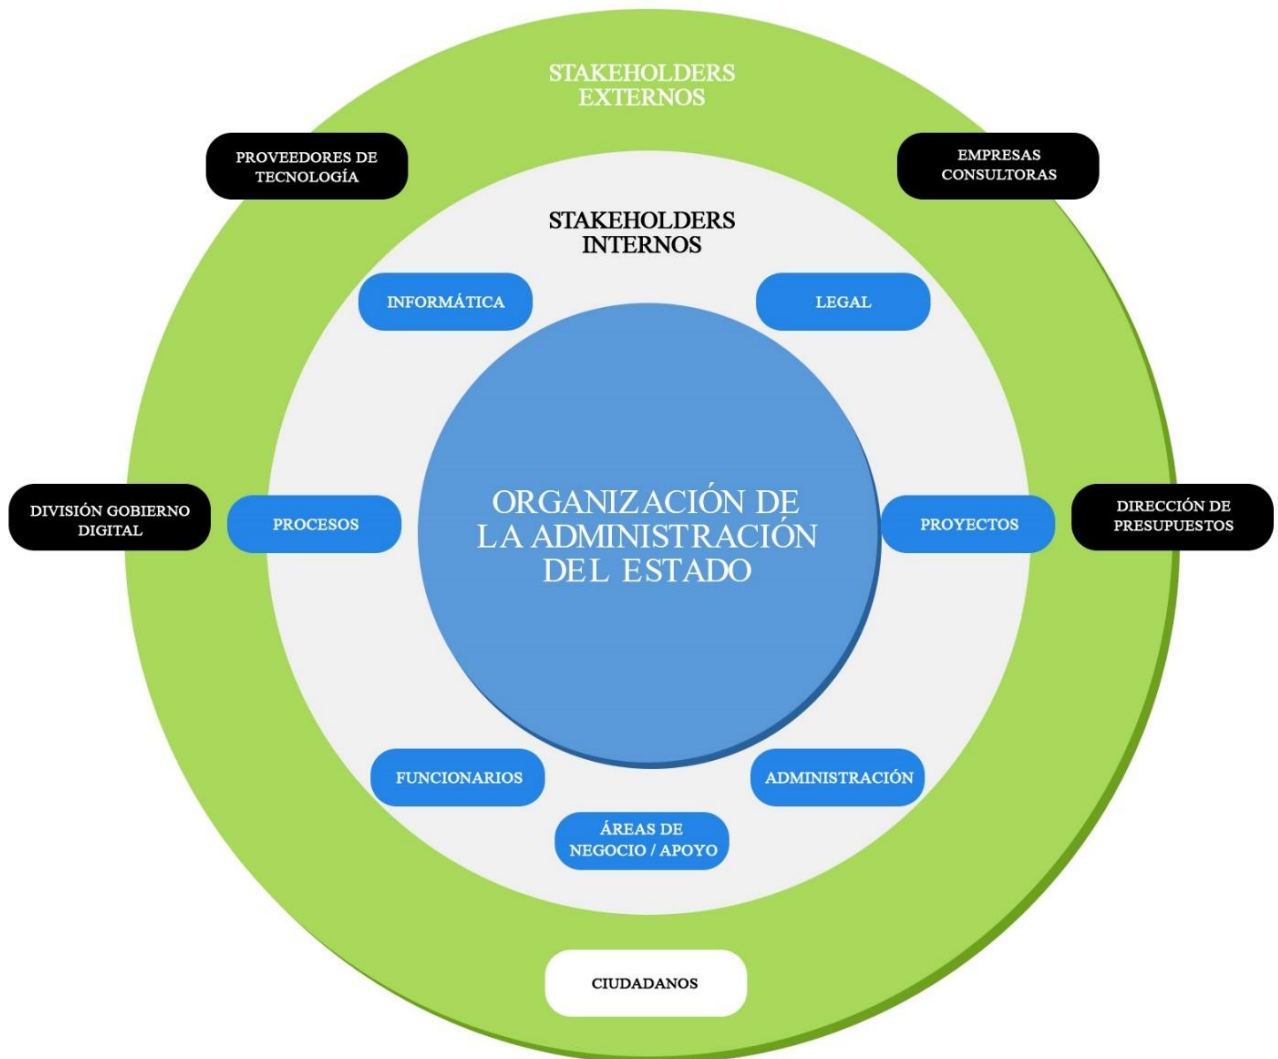 STAKEHOLDERS
EXTERNOS
PROVEEDORES DE
TECNOLOGÍA
EMPRESAS
CONSULTORAS
STAKEHOLDERS
INTERNOS
INFORMÁTICA
LEGAL
ORGANIZACIÓN DE
LA ADMINISTRACIÓN
DEL ESTADO
DIVISIÓN GOBIERNO
DIGITAL
PROCESOS
PROYECTOS
DIRECCIÓN DE
PRESUPUESTOS
FUNCIONARIOS
ADMINISTRACIÓN
ÁREAS DE
NEGOCIO / APOYO
CIUDADANOS